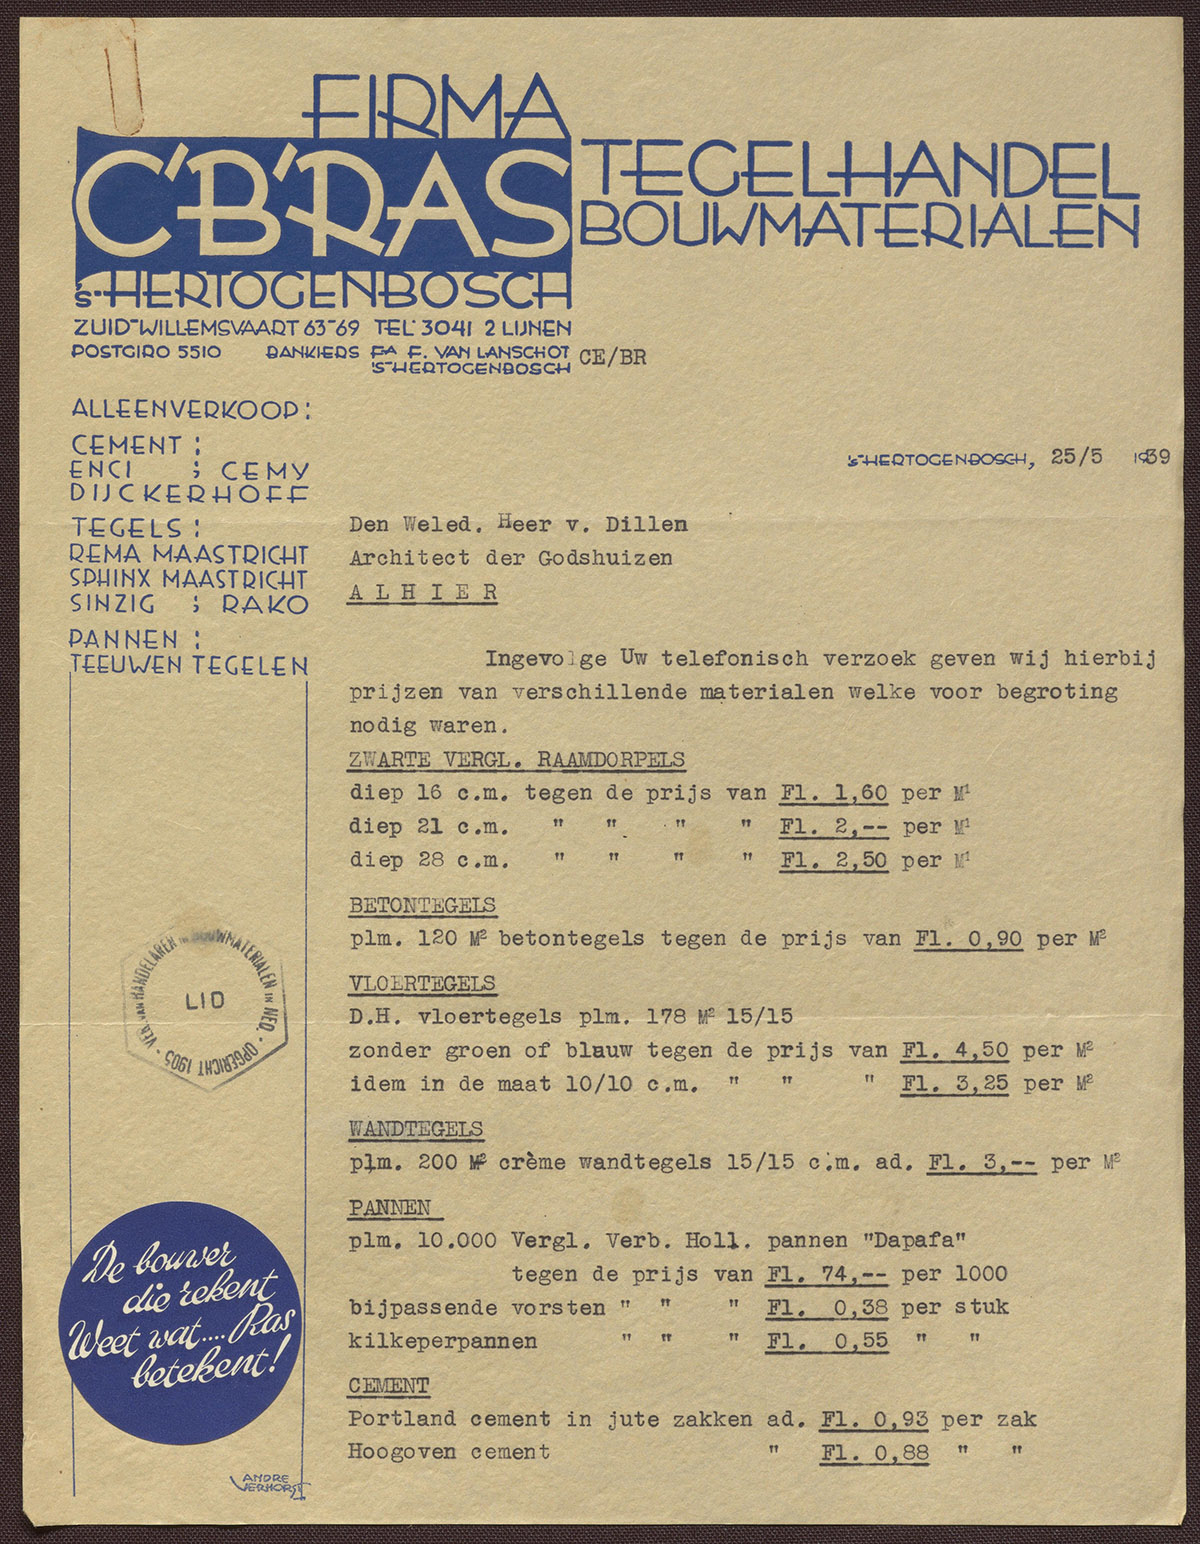 FIRMA
C'B'RAS
TEGELHANDEL
BOUWMATERIALEN
's-HERTOGENBOSCH
ZUID-WILLEMSVAART 63-69 TEL. 3041 2 LIJNEN
POSTGIRO 5510 BANKIERS FA F. VAN LANSCHOT
'S-HERTOGENBOSCH
CE/BR
ALLEENVERKOOP:
CEMENT:
ENCI ; CEMY
DIJCKERHOFF
TEGELS:
REMA MAASTRICHT
SPHINX MAASTRICHT
SINZIG ; RAKO
PANNEN:
TEEUWEN TEGELEN
's-HERTOGENBOSCH, 25/5 1939
Den Weled. Heer v. Dillen
Architect der Godshuizen
ALHIER
Ingevolge Uw telefonisch verzoek geven wij hierbij
prijzen van verschillende materialen welke voor begroting
nodig waren.
ZWARTE VERGL. RAAMDORPELS
diep 16 c.m. tegen de prijs van Fl. 1,60 per M¹
diep 21 c.m. " " " " Fl. 2,-- per M¹
diep 28 c.m. " " " " Fl. 2,50 per M¹
BETONTEGELS
plm. 120 M² betontegels tegen de prijs van Fl. 0,90 per M²
VLOERTEGELS
D.H. vloertegels plm. 178 M² 15/15
zonder groen of blauw tegen de prijs van Fl. 4,50 per M²
idem in de maat 10/10 c.m. " " " Fl. 3,25 per M²
WANDTEGELS
plm. 200 M² crème wandtegels 15/15 c.m. ad. Fl. 3,-- per M²
PANNEN
plm. 10.000 Vergl. Verb. Holl. pannen "Dapafa"
tegen de prijs van Fl. 74,-- per 1000
bijpassende vorsten " " " Fl. 0,38 per stuk
kilkeperpannen " " " Fl. 0,55 " "
CEMENT
Portland cement in jute zakken ad. Fl. 0,93 per zak
Hoogoven cement " Fl. 0,88 " "
VER. VAN HANDELAREN IN BOUWMATERIALEN IN NED. · OPGERICHT 1905 ·
LID
De bouwer
die rekent
Weet wat.... Ras
betekent!
ANDRE
VERHORST